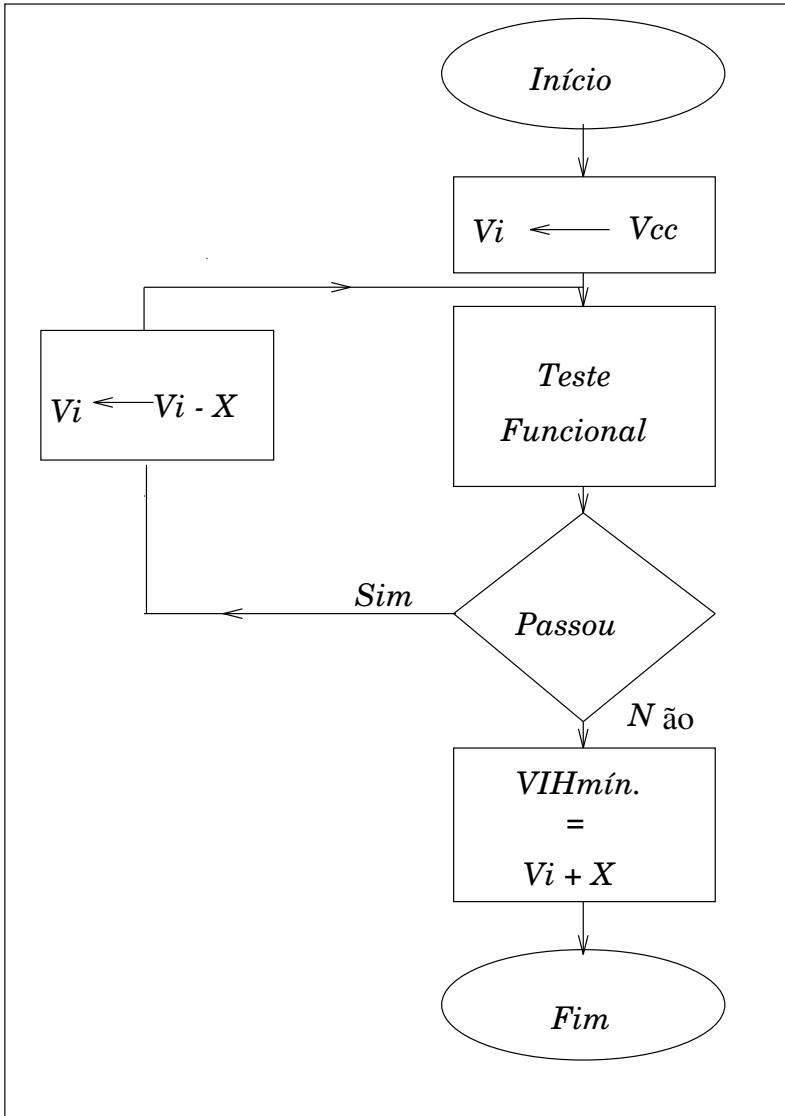 Início
Vi ← Vcc
Vi ← Vi - X
Teste
Funcional
Sim
Passou
N ão
VIHmín.
=
Vi + X
Fim